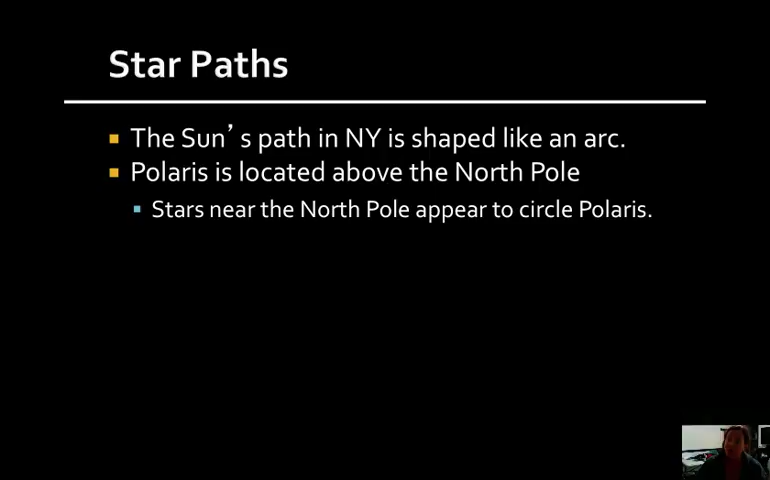 Star Paths
The Sun's path in NY is shaped like an arc.
Polaris is located above the North Pole
Stars near the North Pole appear to circle Polaris.